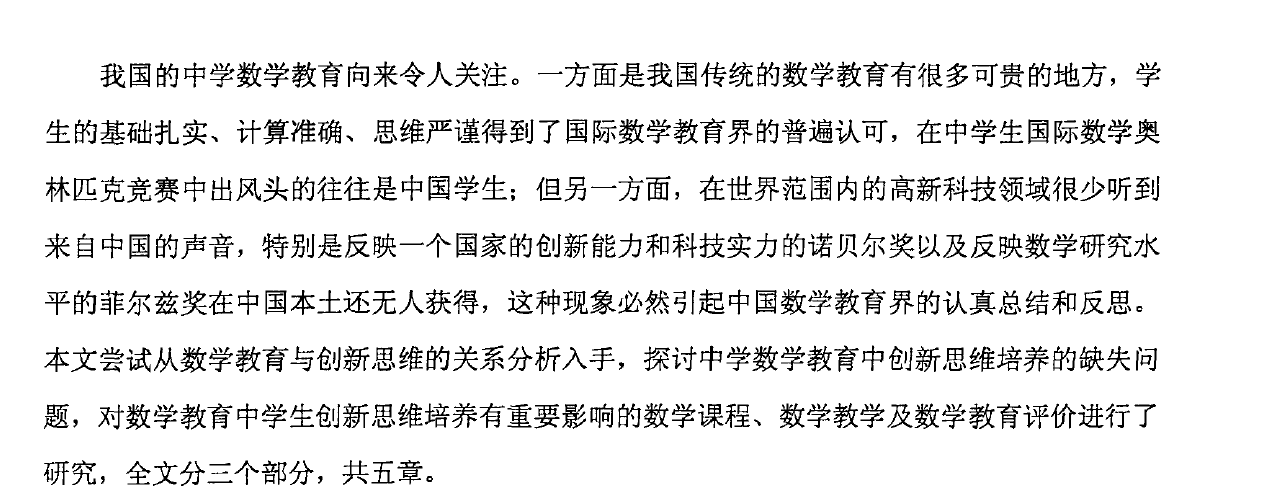 我国的中学数学教育向来令人关注。一方面是我国传统的数学教育有很多可贵的地方，学
生的基础扎实、计算准确、思维严谨得到了国际数学教育界的普遍认可，在中学生国际数学奥
林匹克竞赛中出风头的往往是中国学生；但另一方面，在世界范围内的高新科技领域很少听到
来自中国的声音，特别是反映一个国家的创新能力和科技实力的诺贝尔奖以及反映数学研究水
平的菲尔兹奖在中国本土还无人获得，这种现象必然引起中国数学教育界的认真总结和反思。
本文尝试从数学教育与创新思维的关系分析入手，探讨中学数学教育中创新思维培养的缺失问
题，对数学教育中学生创新思维培养有重要影响的数学课程、数学教学及数学教育评价进行了
研究，全文分三个部分，共五章。